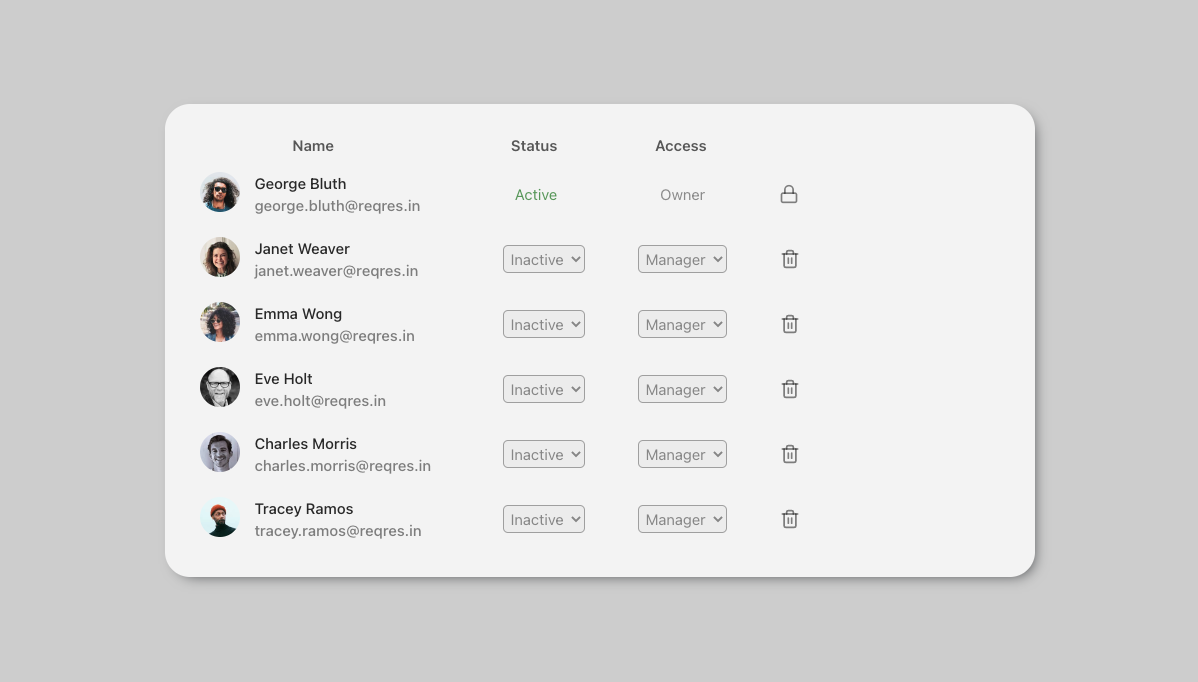 Name Status Access
George Bluth
george.bluth@reqres.in
Active Owner
Janet Weaver
janet.weaver@reqres.in
Inactive Manager
Emma Wong
emma.wong@reqres.in
Inactive Manager
Eve Holt
eve.holt@reqres.in
Inactive Manager
Charles Morris
charles.morris@reqres.in
Inactive Manager
Tracey Ramos
tracey.ramos@reqres.in
Inactive Manager